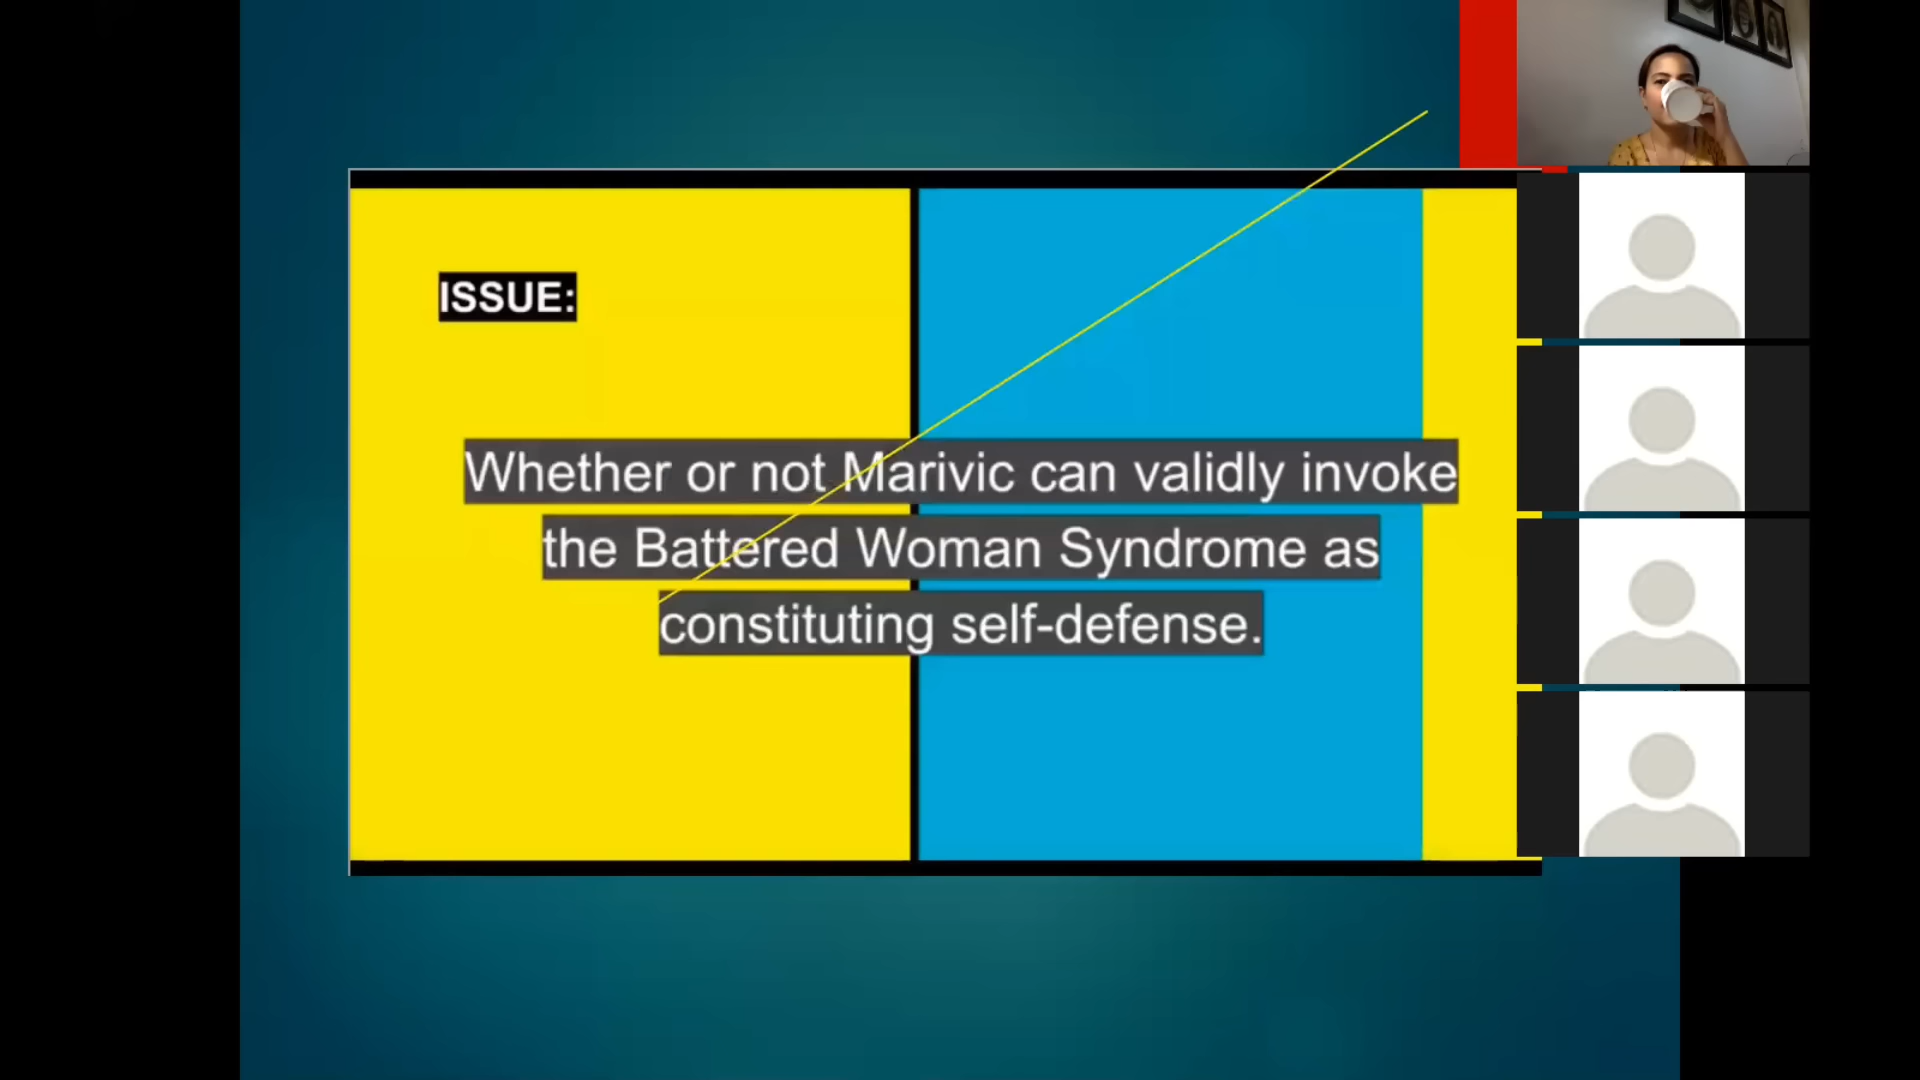 ISSUE:
Whether or not Marivic can validly invoke
the Battered Woman Syndrome as
constituting self-defense.